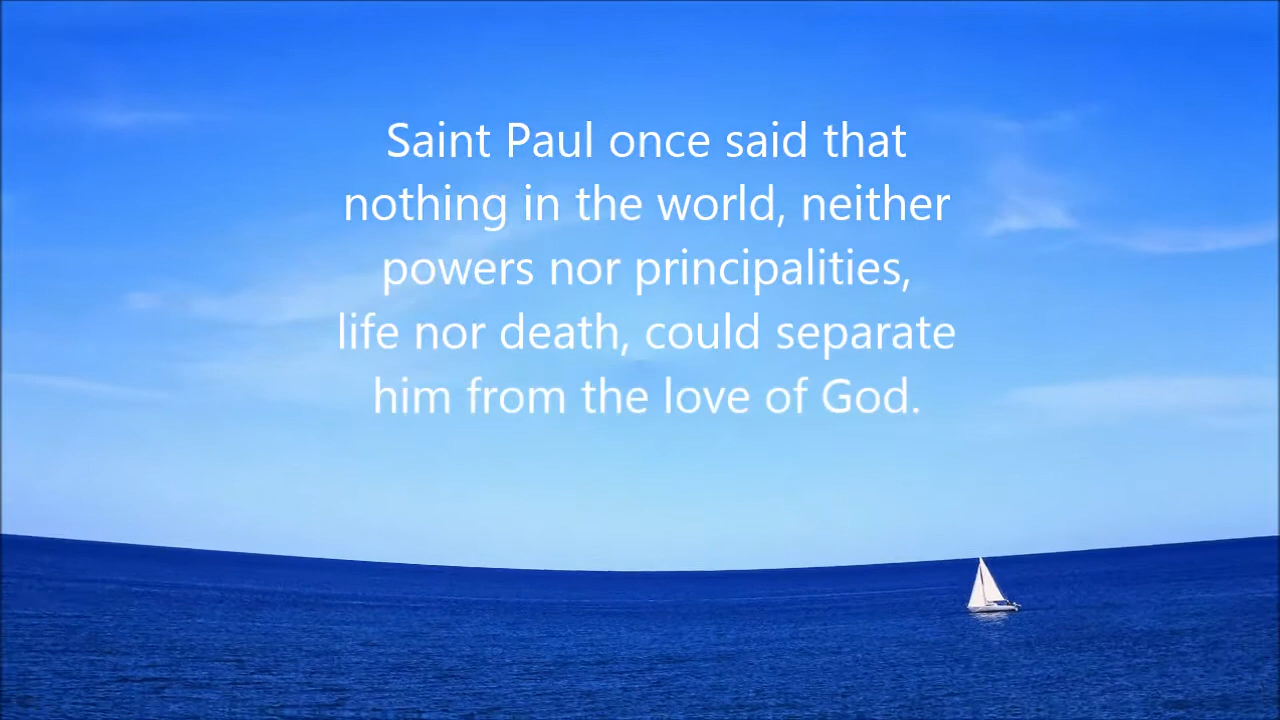 Saint Paul once said that
nothing in the world, neither
powers nor principalities,
life nor death, could separate
him from the love of God.